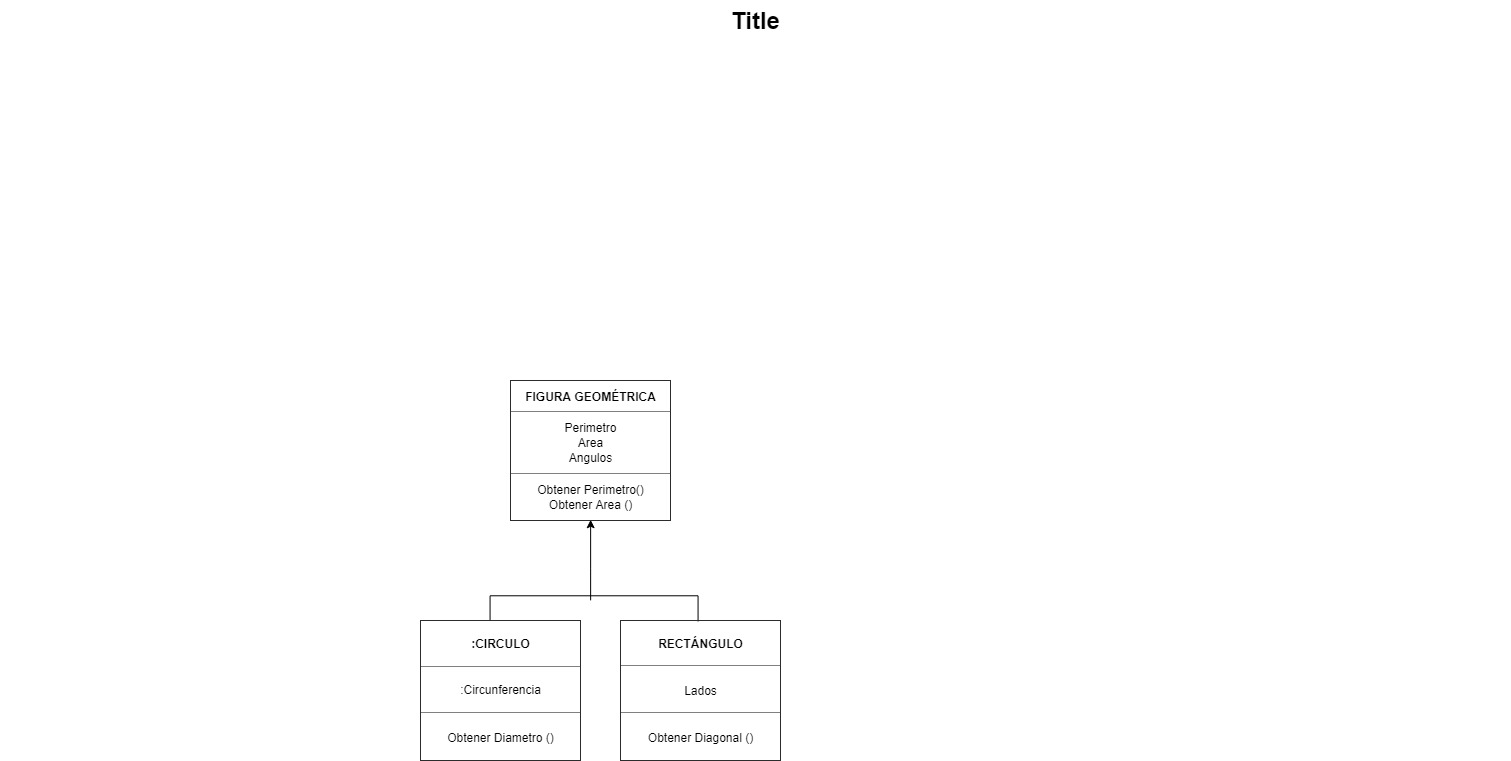 Title
FIGURA GEOMÉTRICA
Perimetro
Area
Angulos
Obtener Perimetro()
Obtener Area ()
:CIRCULO
:Circunferencia
Obtener Diametro ()
RECTÁNGULO
Lados
Obtener Diagonal ()